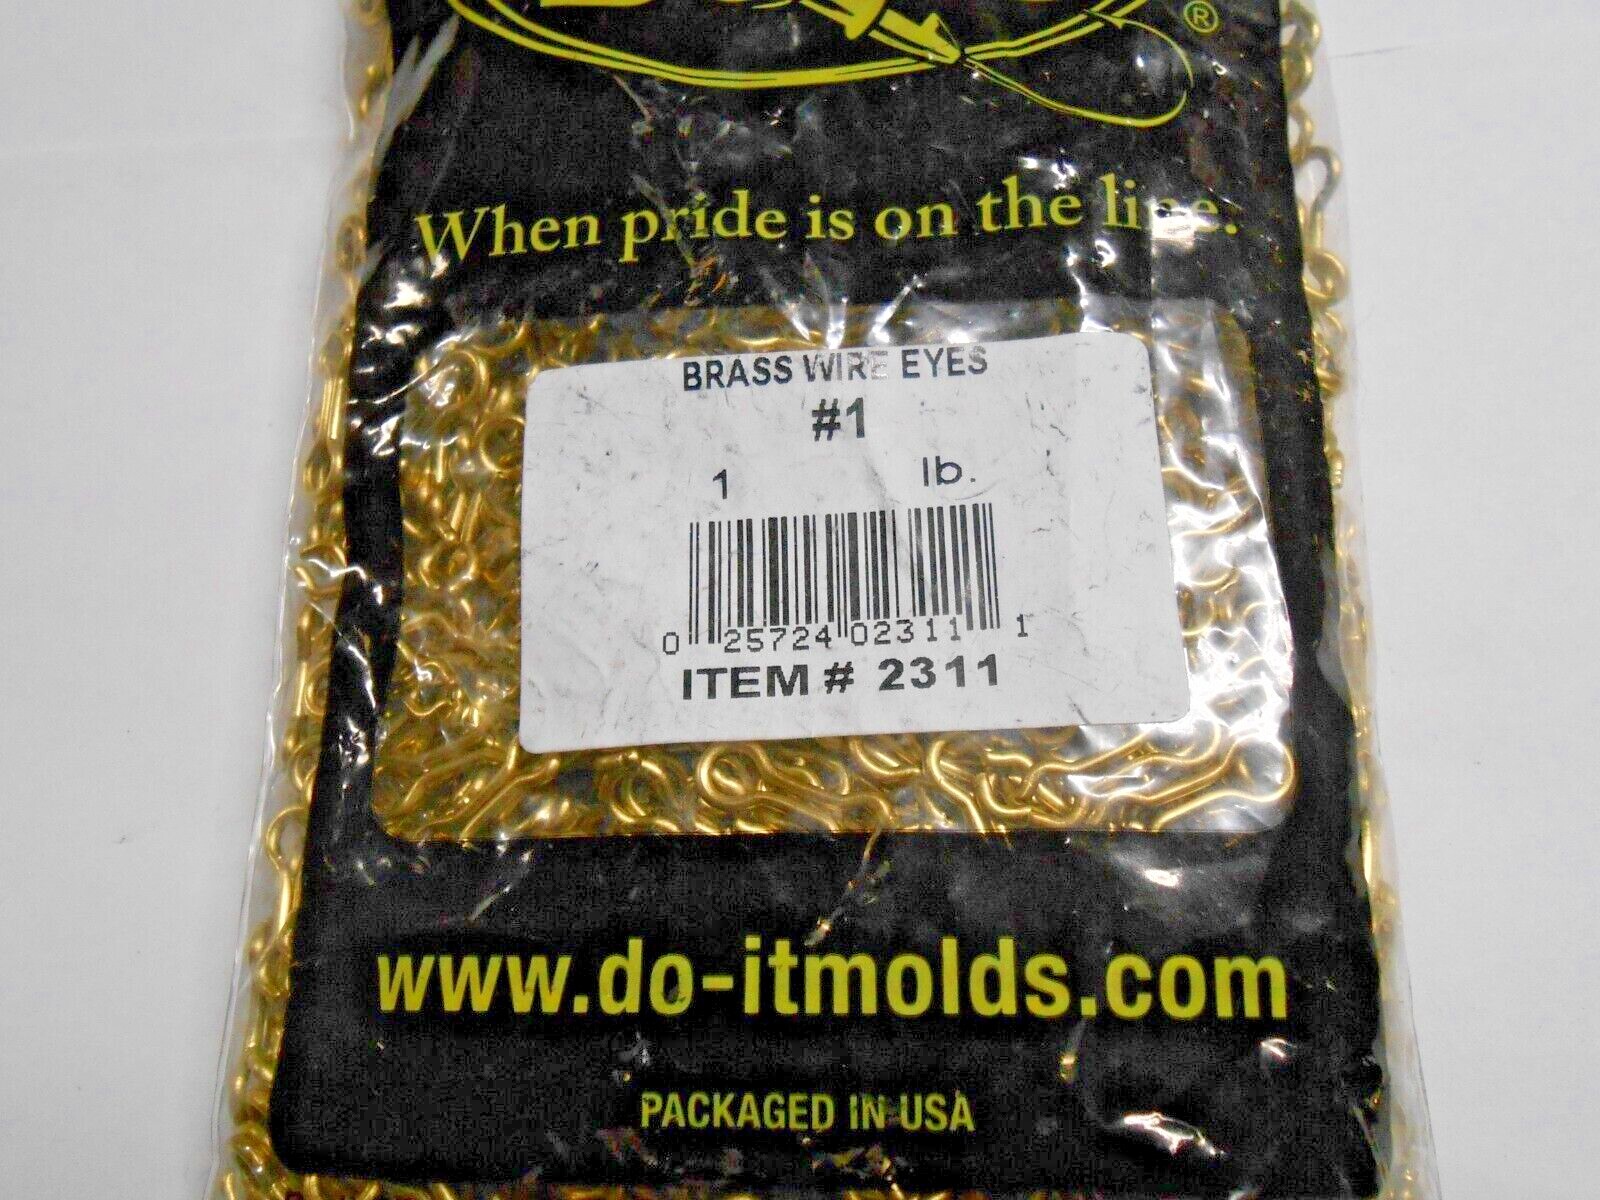 ®
When pride is on the line.
BRASS WIRE EYES
#1
1 lb.
0 25724 02311 1
ITEM # 2311
www.do-itmolds.com
PACKAGED IN USA